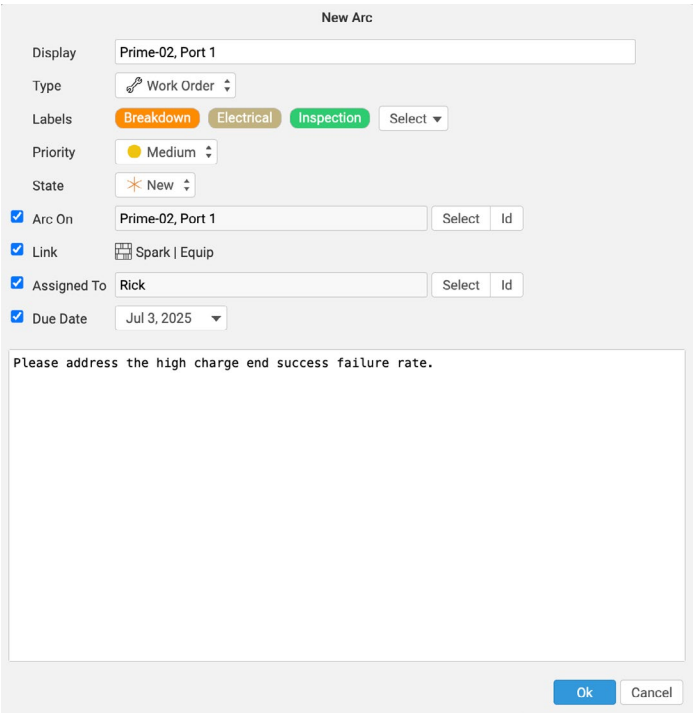 New Arc
Display Prime-02, Port 1
Type Work Order
Labels Breakdown Electrical Inspection Select
Priority Medium
State New
Arc On Prime-02, Port 1 Select Id
Link Spark | Equip
Assigned To Rick Select Id
Due Date Jul 3, 2025
Please address the high charge end success failure rate.
Ok Cancel